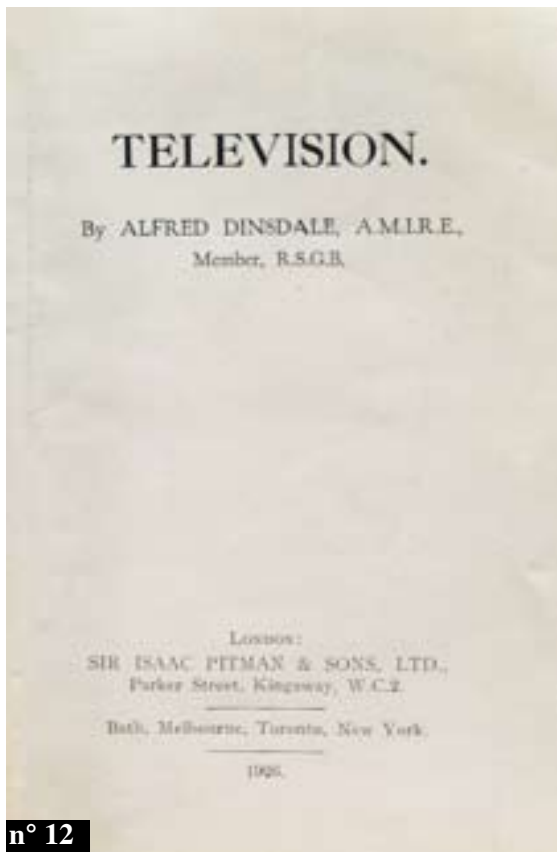 TELEVISION.
By ALFRED DINSDALE, A.M.I.R.E.,
Member, R.S.G.B.
LONDON:
SIR ISAAC PITMAN & SONS, LTD.,
Parker Street, Kingsway, W.C.2.
Bath, Melbourne, Toronto, New York.
1926.
n° 12